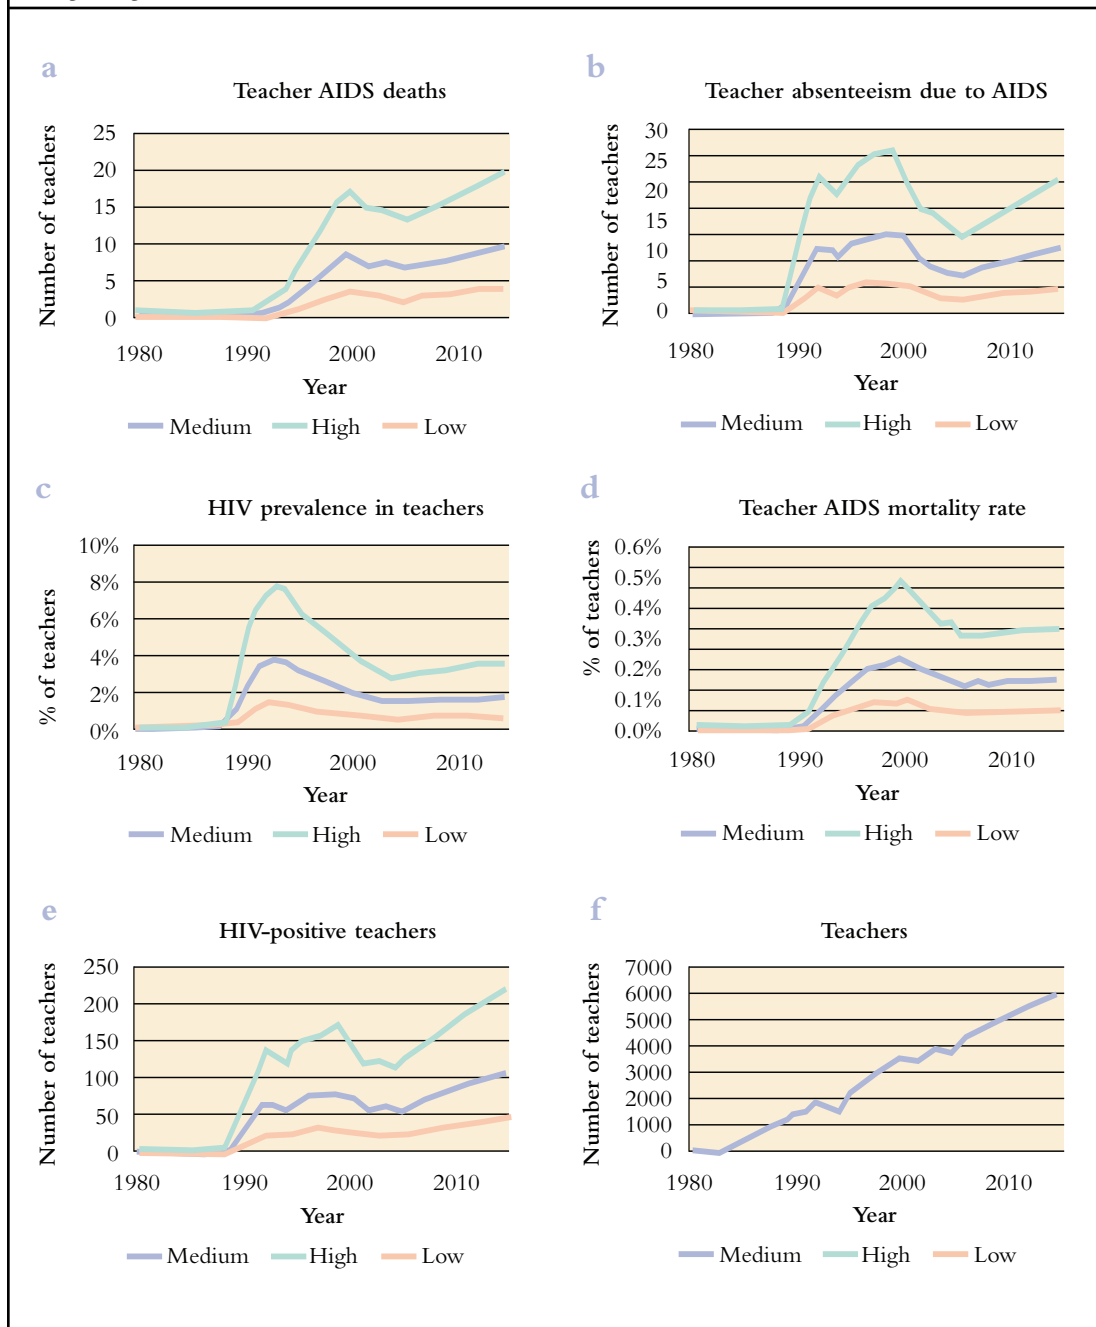 a
Teacher AIDS deaths
Number of teachers
25
20
15
10
5
0
1980 1990 2000 2010
Year
Medium High Low
b
Teacher absenteeism due to AIDS
Number of teachers
30
25
20
15
10
5
0
1980 1990 2000 2010
Year
Medium High Low
c
HIV prevalence in teachers
% of teachers
10%
8%
6%
4%
2%
0%
1980 1990 2000 2010
Year
Medium High Low
d
Teacher AIDS mortality rate
% of teachers
0.6%
0.5%
0.4%
0.3%
0.2%
0.1%
0.0%
1980 1990 2000 2010
Year
Medium High Low
e
HIV-positive teachers
Number of teachers
250
200
150
100
50
0
1980 1990 2000 2010
Year
Medium High Low
f
Teachers
Number of teachers
7000
6000
5000
4000
3000
2000
1000
0
1980 1990 2000 2010
Year
Medium High Low